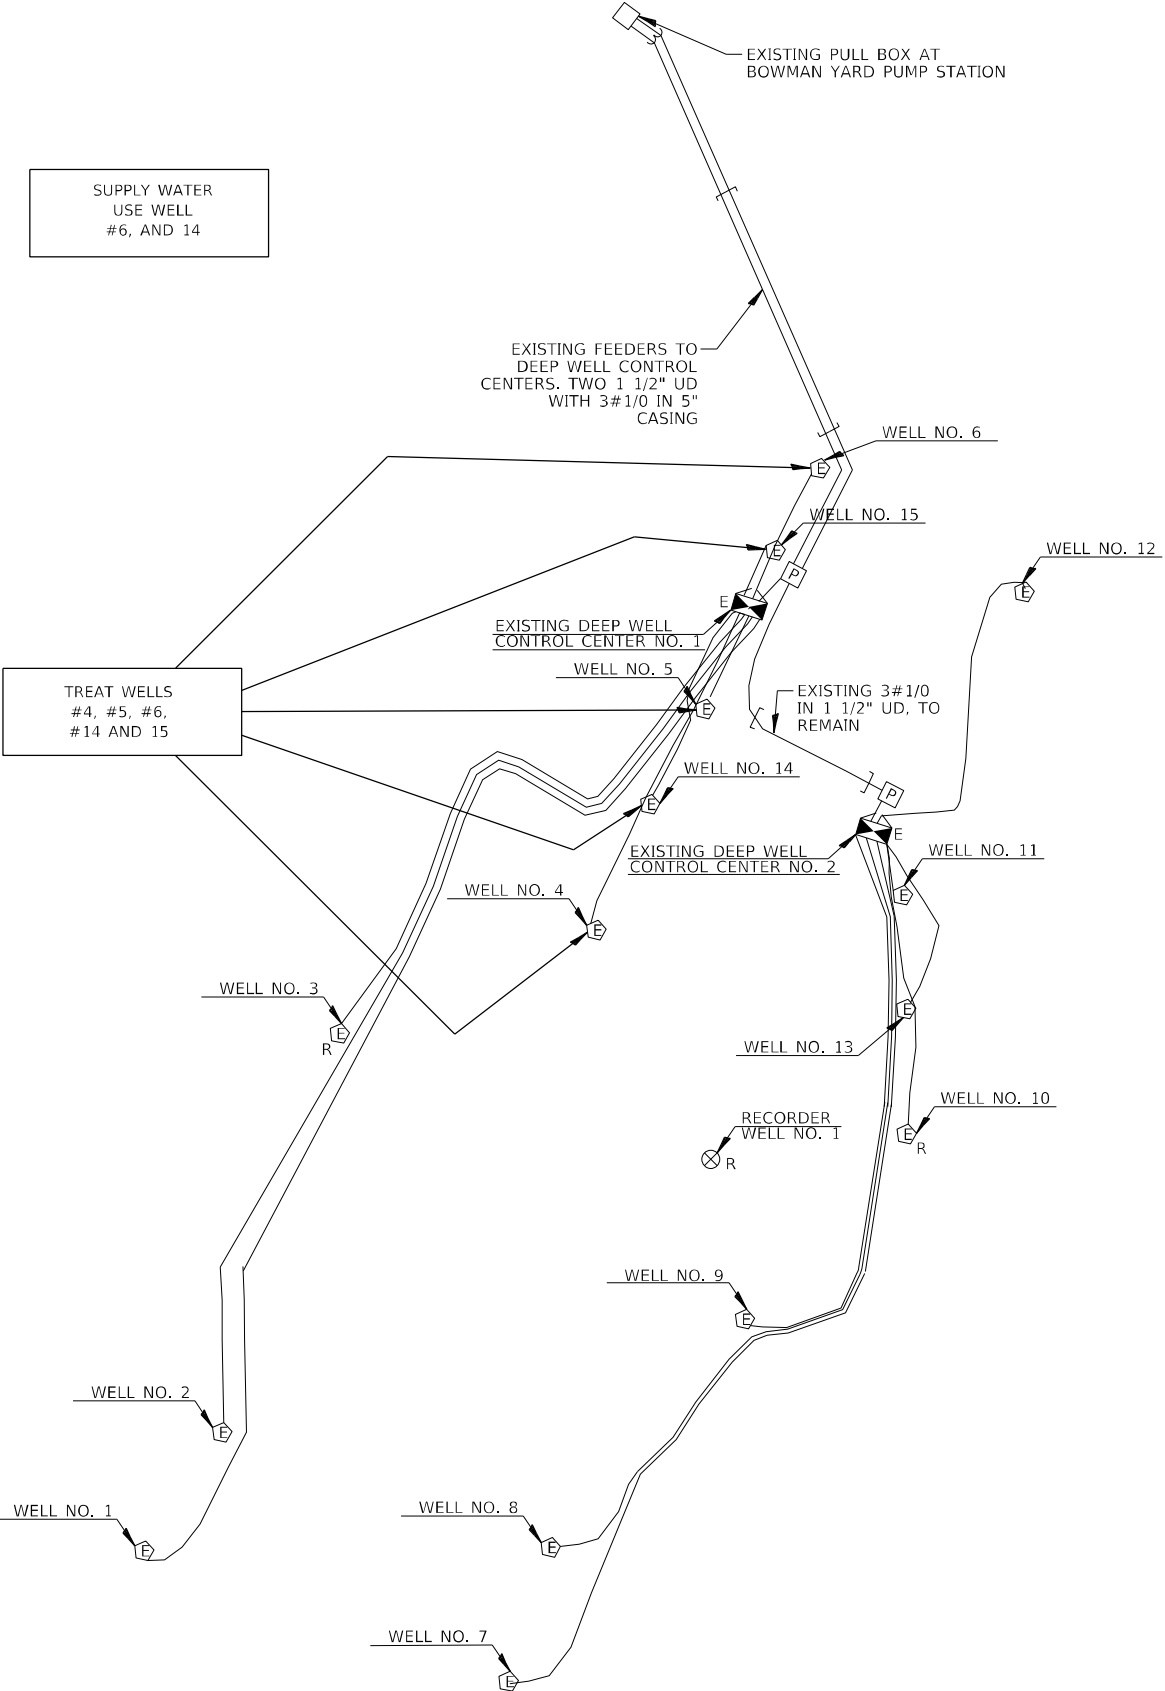 EXISTING PULL BOX AT
BOWMAN YARD PUMP STATION
SUPPLY WATER
USE WELL
#6, AND 14
EXISTING FEEDERS TO
DEEP WELL CONTROL
CENTERS. TWO 1 1/2" UD
WITH 3#1/0 IN 5"
CASING
WELL NO. 6
E
WELL NO. 15
E
P
WELL NO. 12
E
E
EXISTING DEEP WELL
CONTROL CENTER NO. 1
WELL NO. 5
E
TREAT WELLS
#4, #5, #6,
#14 AND 15
EXISTING 3#1/0
IN 1 1/2" UD, TO
REMAIN
WELL NO. 14
E
P
E
EXISTING DEEP WELL
CONTROL CENTER NO. 2
WELL NO. 11
E
WELL NO. 4
E
WELL NO. 3
E
R
WELL NO. 13
E
WELL NO. 10
E
R
RECORDER
WELL NO. 1
R
WELL NO. 9
E
WELL NO. 2
E
WELL NO. 1
E
WELL NO. 8
E
WELL NO. 7
E